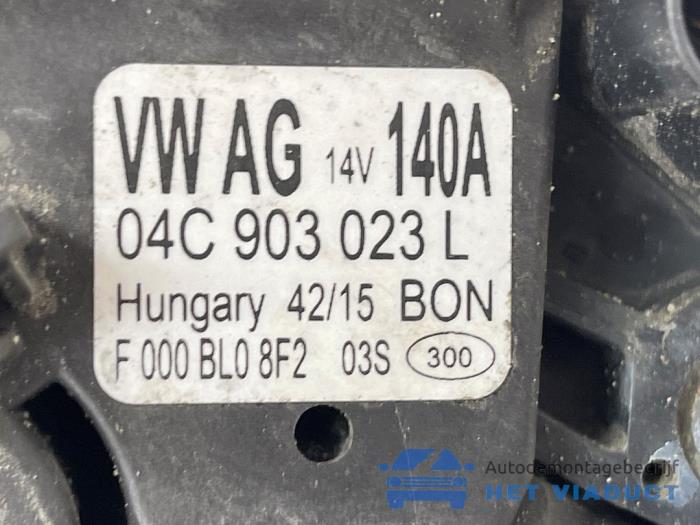 VW AG 14V 140A
04C 903 023 L
Hungary 42/15 BON
F 000 BL0 8F2 03S 300
Autodemontagebedrijf
HET VIADUCT